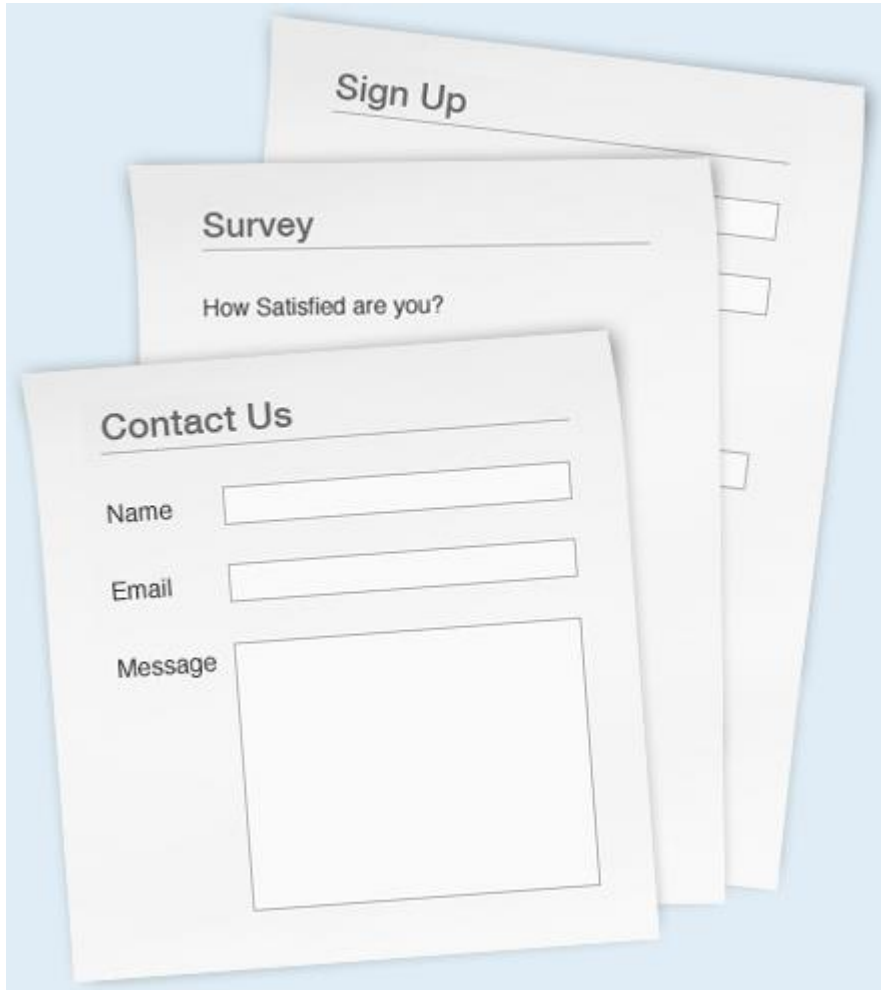 Sign Up
Survey
How Satisfied are you?
Contact Us
Name
Email
Message